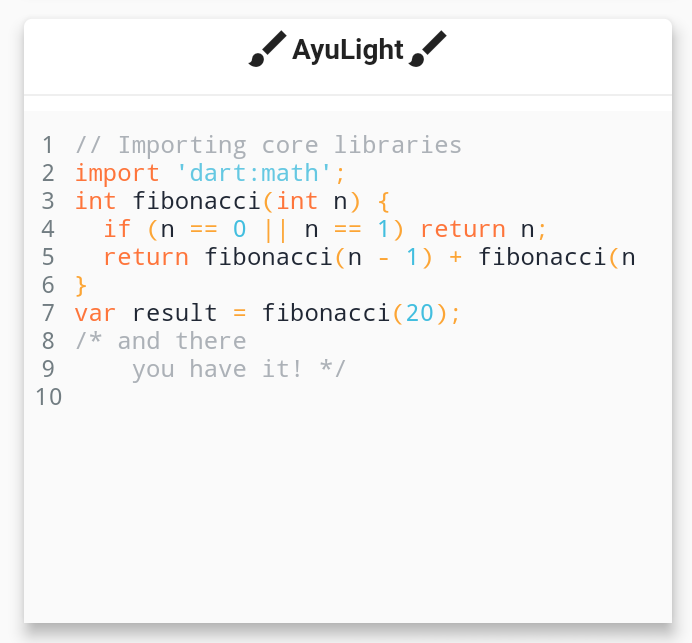 AyuLight
1 // Importing core libraries
2 import 'dart:math';
3 int fibonacci(int n) {
4   if (n == 0 || n == 1) return n;
5   return fibonacci(n - 1) + fibonacci(n
6 }
7 var result = fibonacci(20);
8 /* and there
9     you have it! */
10